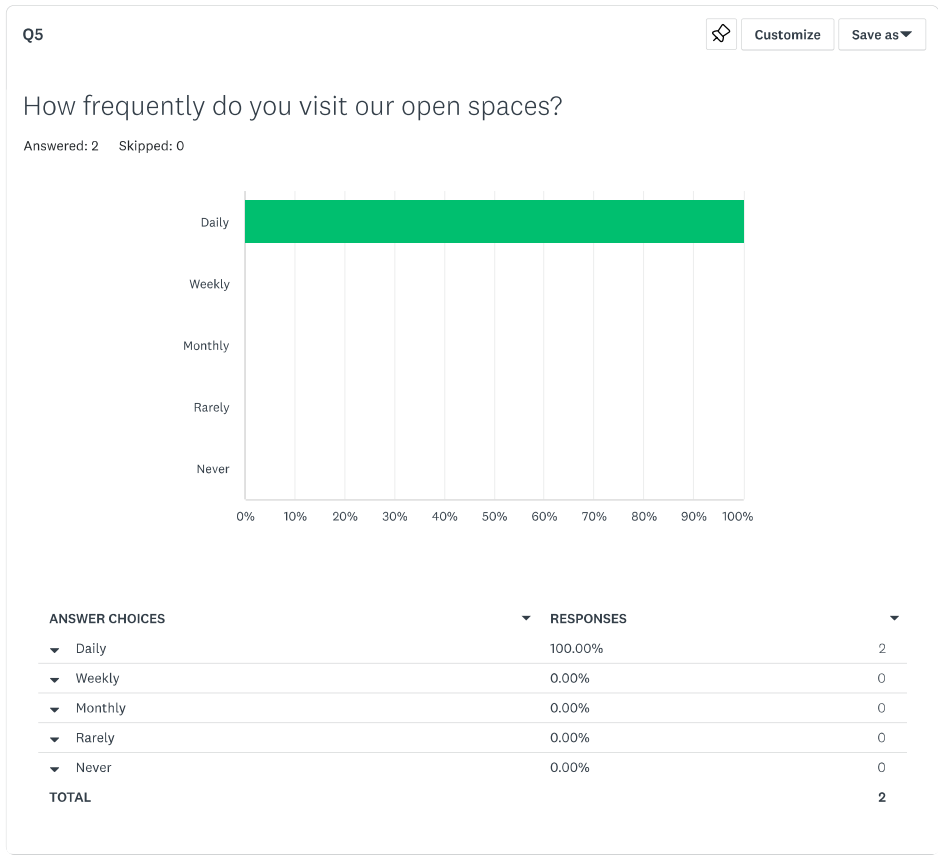 Q5
Customize
Save as
How frequently do you visit our open spaces?
Answered: 2 Skipped: 0
Daily
Weekly
Monthly
Rarely
Never
0% 10% 20% 30% 40% 50% 60% 70% 80% 90% 100%
ANSWER CHOICES RESPONSES
Daily 100.00% 2
Weekly 0.00% 0
Monthly 0.00% 0
Rarely 0.00% 0
Never 0.00% 0
TOTAL 2